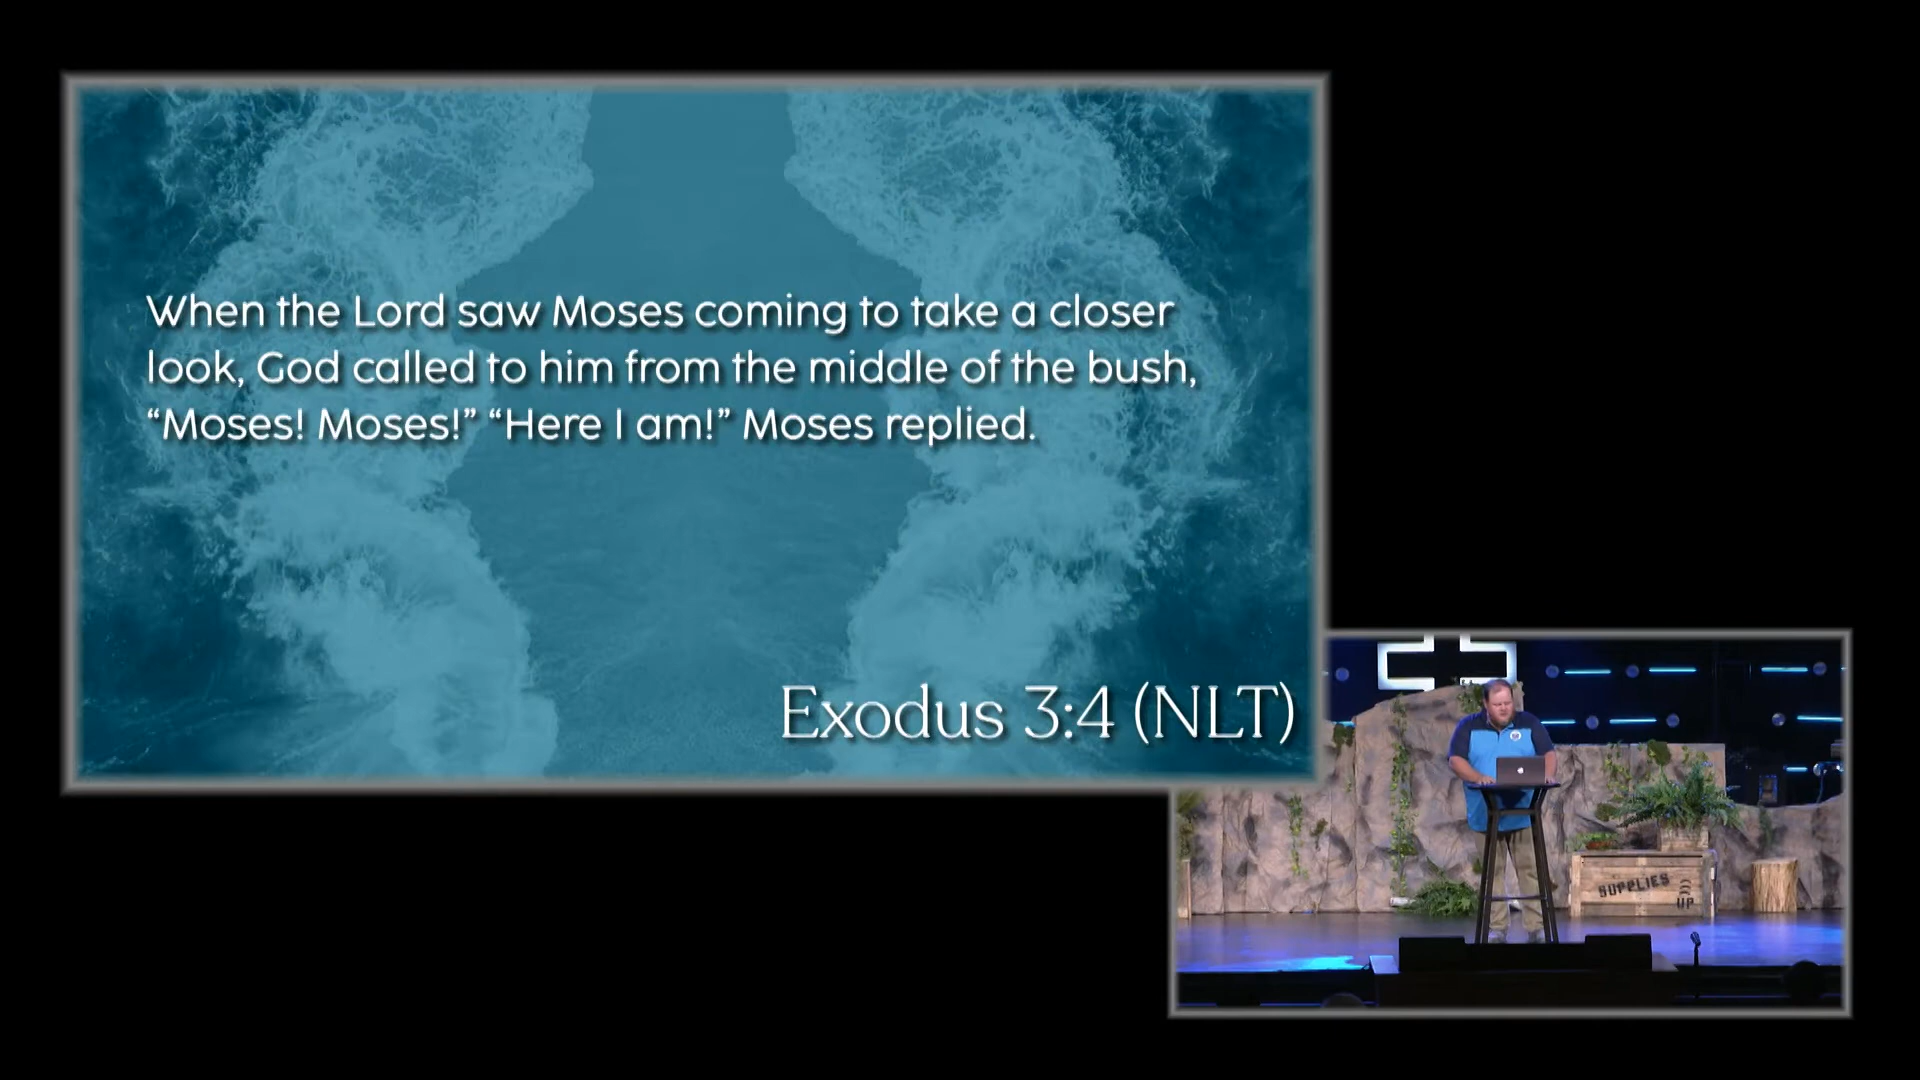 When the Lord saw Moses coming to take a closer
look, God called to him from the middle of the bush,
“Moses! Moses!” “Here I am!” Moses replied.
Exodus 3:4 (NLT)
SUPPLIES
UP